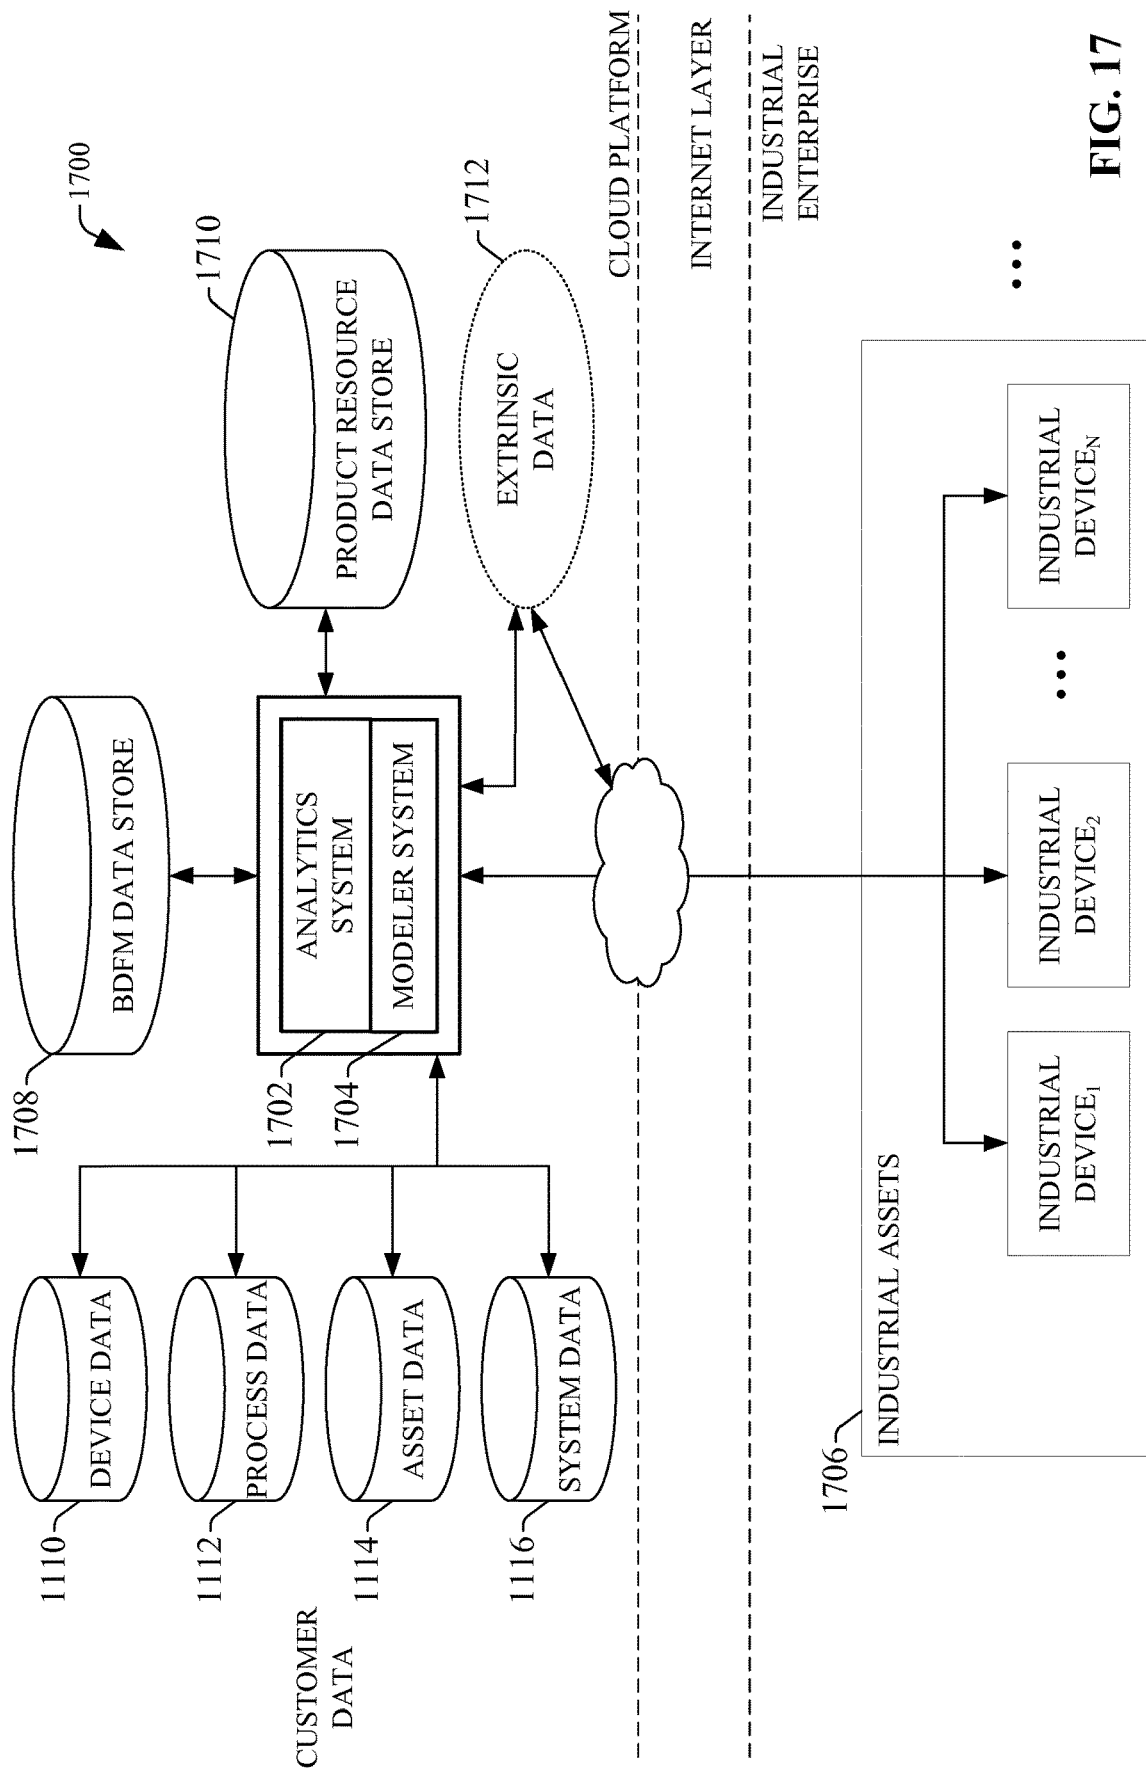 1700
1708
BDFM DATA STORE
1710
PRODUCT RESOURCE
DATA STORE
1110
DEVICE DATA
1112
PROCESS DATA
1114
ASSET DATA
1116
SYSTEM DATA
CUSTOMER
DATA
1702
ANALYTICS
SYSTEM
1704
MODELER SYSTEM
1712
EXTRINSIC
DATA
CLOUD PLATFORM
INTERNET LAYER
INDUSTRIAL
ENTERPRISE
1706
INDUSTRIAL ASSETS
INDUSTRIAL
DEVICE₁
INDUSTRIAL
DEVICE₂
•••
INDUSTRIAL
DEVICE_N
•••
FIG. 17